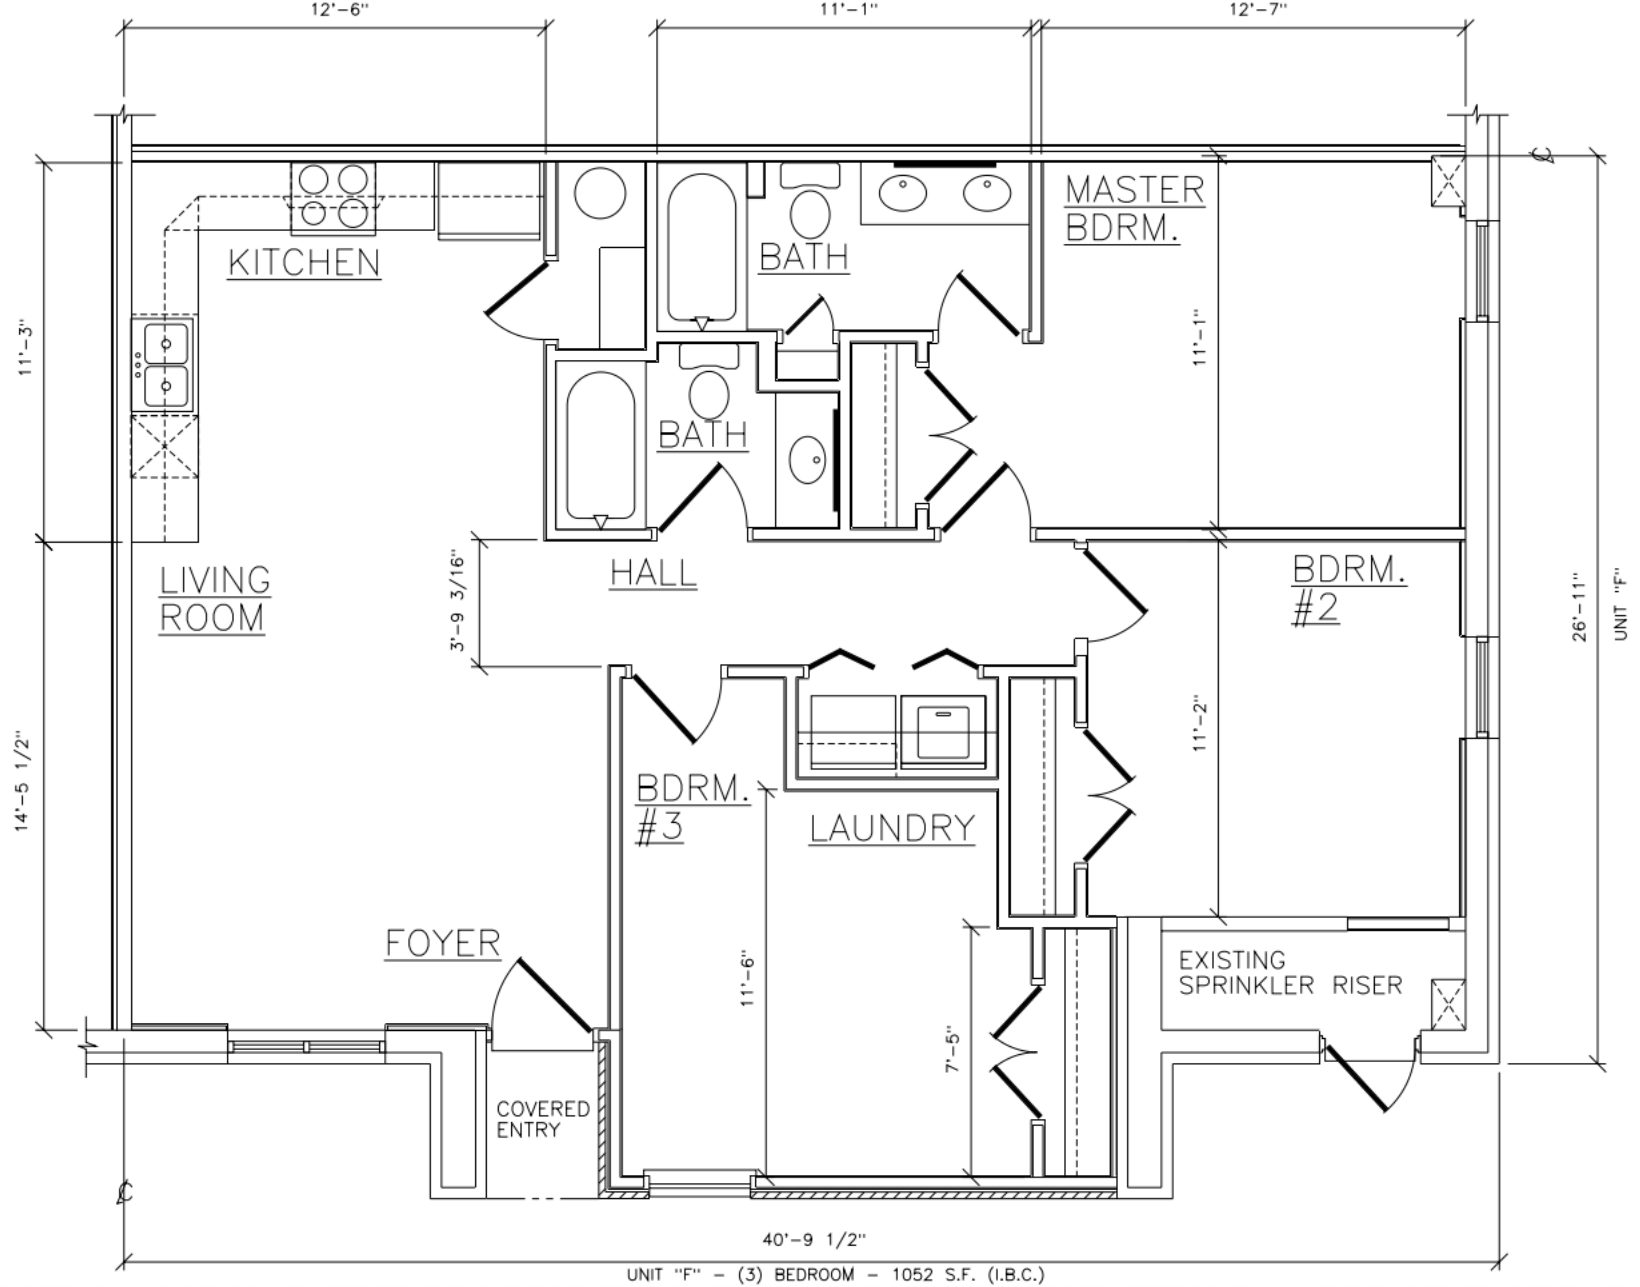 12'-6"
11'-1"
12'-7"
MASTER
BDRM.
BATH
KITCHEN
11'-3"
11'-1"
BATH
HALL
BDRM.
#2
LIVING
ROOM
3'-9 3/16"
26'-11"
UNIT "F"
11'-2"
14'-5 1/2"
BDRM.
#3
LAUNDRY
FOYER
11'-6"
EXISTING
SPRINKLER RISER
7'-5"
COVERED
ENTRY
40'-9 1/2"
UNIT "F" - (3) BEDROOM - 1052 S.F. (I.B.C.)